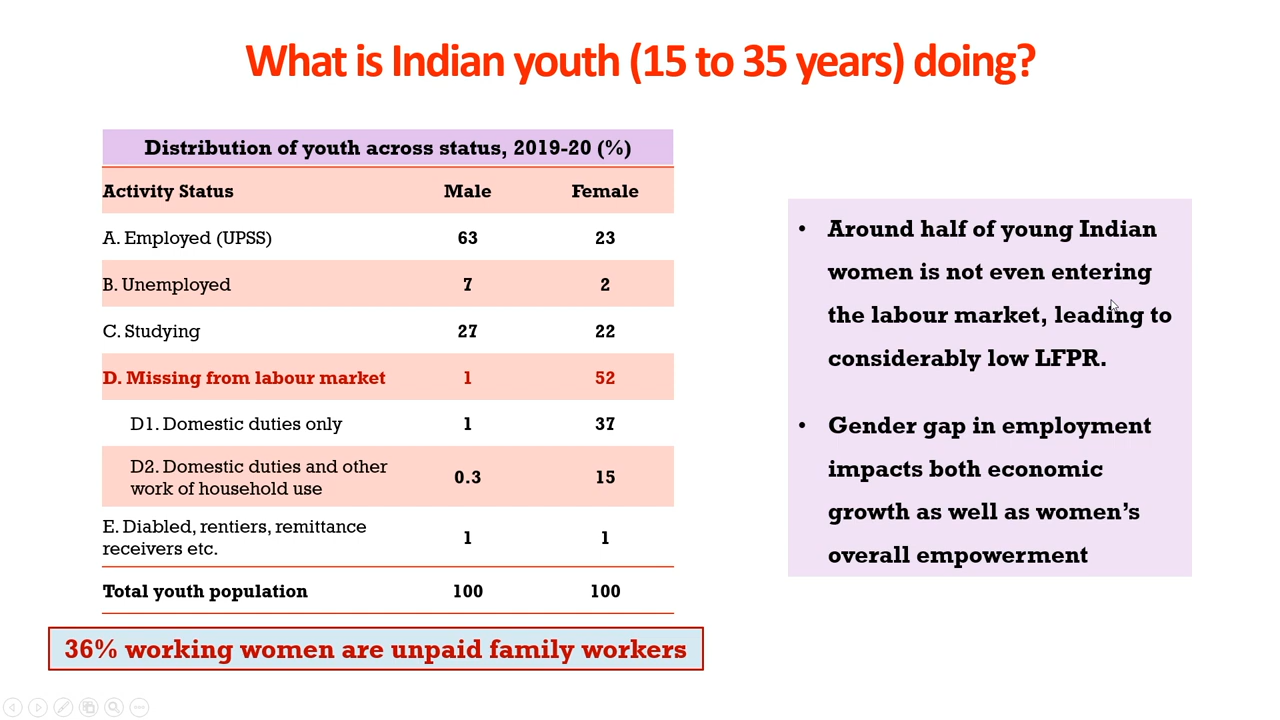 What is Indian youth (15 to 35 years) doing?
Distribution of youth across status, 2019-20 (%)
Activity Status Male Female
A. Employed (UPSS) 63 23
B. Unemployed 7 2
C. Studying 27 22
D. Missing from labour market 1 52
D1. Domestic duties only 1 37
D2. Domestic duties and other
work of household use 0.3 15
E. Diabled, rentiers, remittance
receivers etc. 1 1
Total youth population 100 100
36% working women are unpaid family workers
• Around half of young Indian
women is not even entering
the labour market, leading to
considerably low LFPR.
• Gender gap in employment
impacts both economic
growth as well as women’s
overall empowerment